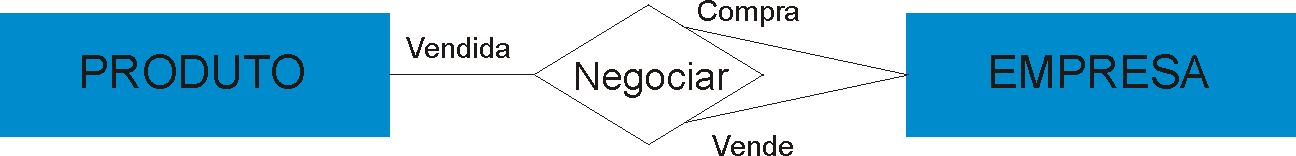 PRODUTO
Vendida
Negociar
Compra
Vende
EMPRESA